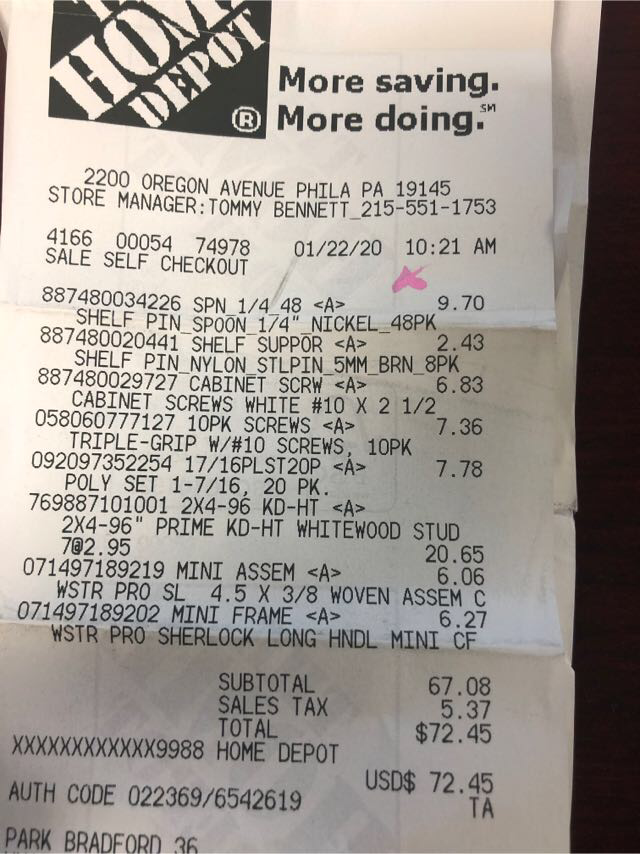 HOME
DEPOT
®
More saving.
More doing.SM
2200 OREGON AVENUE PHILA PA 19145
STORE MANAGER:TOMMY BENNETT 215-551-1753
4166 00054 74978 01/22/20 10:21 AM
SALE SELF CHECKOUT
887480034226 SPN 1/4 48 <A> 9.70
SHELF PIN SPOON 1/4" NICKEL 48PK
887480020441 SHELF SUPPOR <A> 2.43
SHELF PIN NYLON STLPIN 5MM BRN 8PK
887480029727 CABINET SCRW <A> 6.83
CABINET SCREWS WHITE #10 X 2 1/2
058060777127 10PK SCREWS <A> 7.36
TRIPLE-GRIP W/#10 SCREWS, 10PK
092097352254 17/16PLST20P <A> 7.78
POLY SET 1-7/16, 20 PK.
769887101001 2X4-96 KD-HT <A>
2X4-96" PRIME KD-HT WHITEWOOD STUD
7@2.95 20.65
071497189219 MINI ASSEM <A> 6.06
WSTR PRO SL 4.5 X 3/8 WOVEN ASSEM C
071497189202 MINI FRAME <A> 6.27
WSTR PRO SHERLOCK LONG HNDL MINI CF
SUBTOTAL 67.08
SALES TAX 5.37
TOTAL $72.45
XXXXXXXXXXXX9988 HOME DEPOT
USD$ 72.45
AUTH CODE 022369/6542619 TA
PARK BRADFORD 36